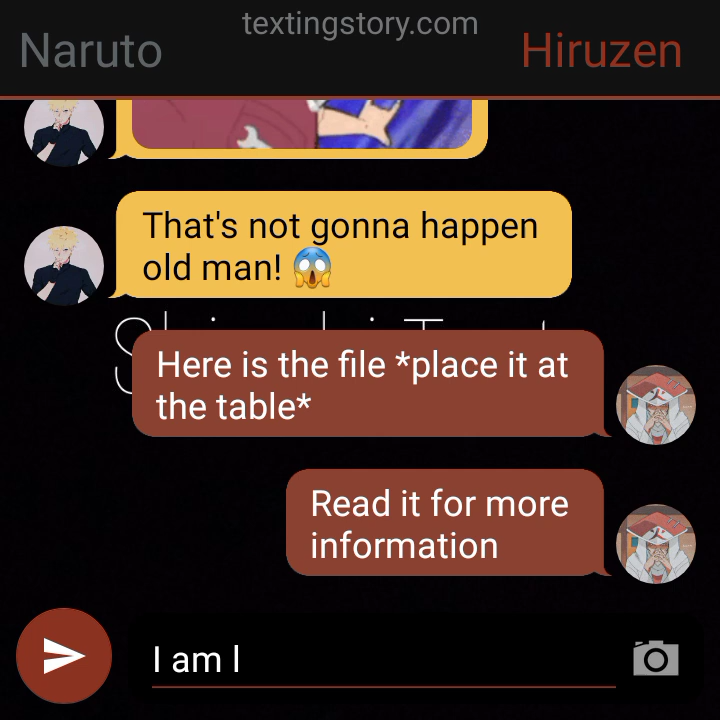 textingstory.com
Naruto
Hiruzen
That's not gonna happen
old man! 😱
Here is the file *place it at
the table*
Read it for more
information
I am l